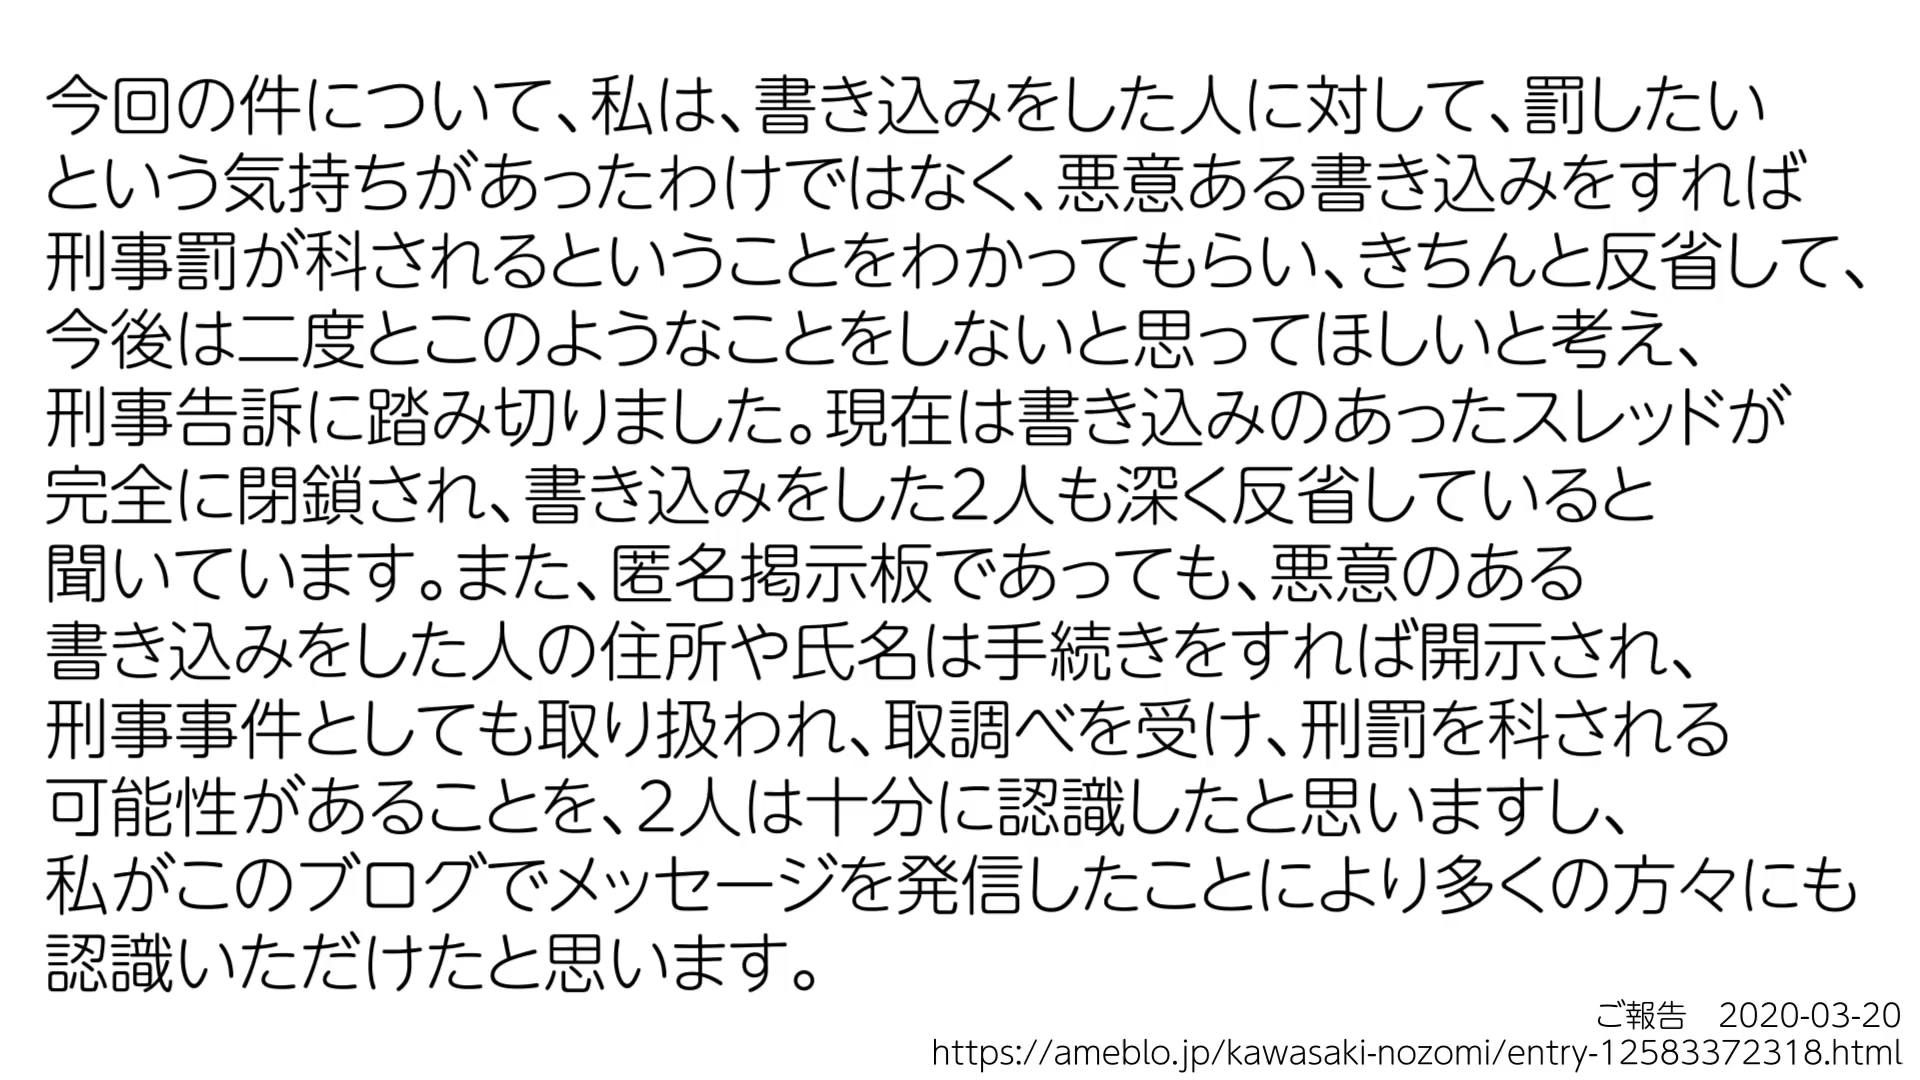 今回の件について、私は、書き込みをした人に対して、罰したい
という気持ちがあったわけではなく、悪意ある書き込みをすれば
刑事罰が科されるということをわかってもらい、きちんと反省して、
今後は二度とこのようなことをしないと思ってほしいと考え、
刑事告訴に踏み切りました。現在は書き込みのあったスレッドが
完全に閉鎖され、書き込みをした2人も深く反省していると
聞いています。また、匿名掲示板であっても、悪意のある
書き込みをした人の住所や氏名は手続きをすれば開示され、
刑事事件としても取り扱われ、取調べを受け、刑罰を科される
可能性があることを、2人は十分に認識したと思いますし、
私がこのブログでメッセージを発信したことにより多くの方々にも
認識いただけたと思います。
ご報告　2020-03-20
https://ameblo.jp/kawasaki-nozomi/entry-12583372318.html